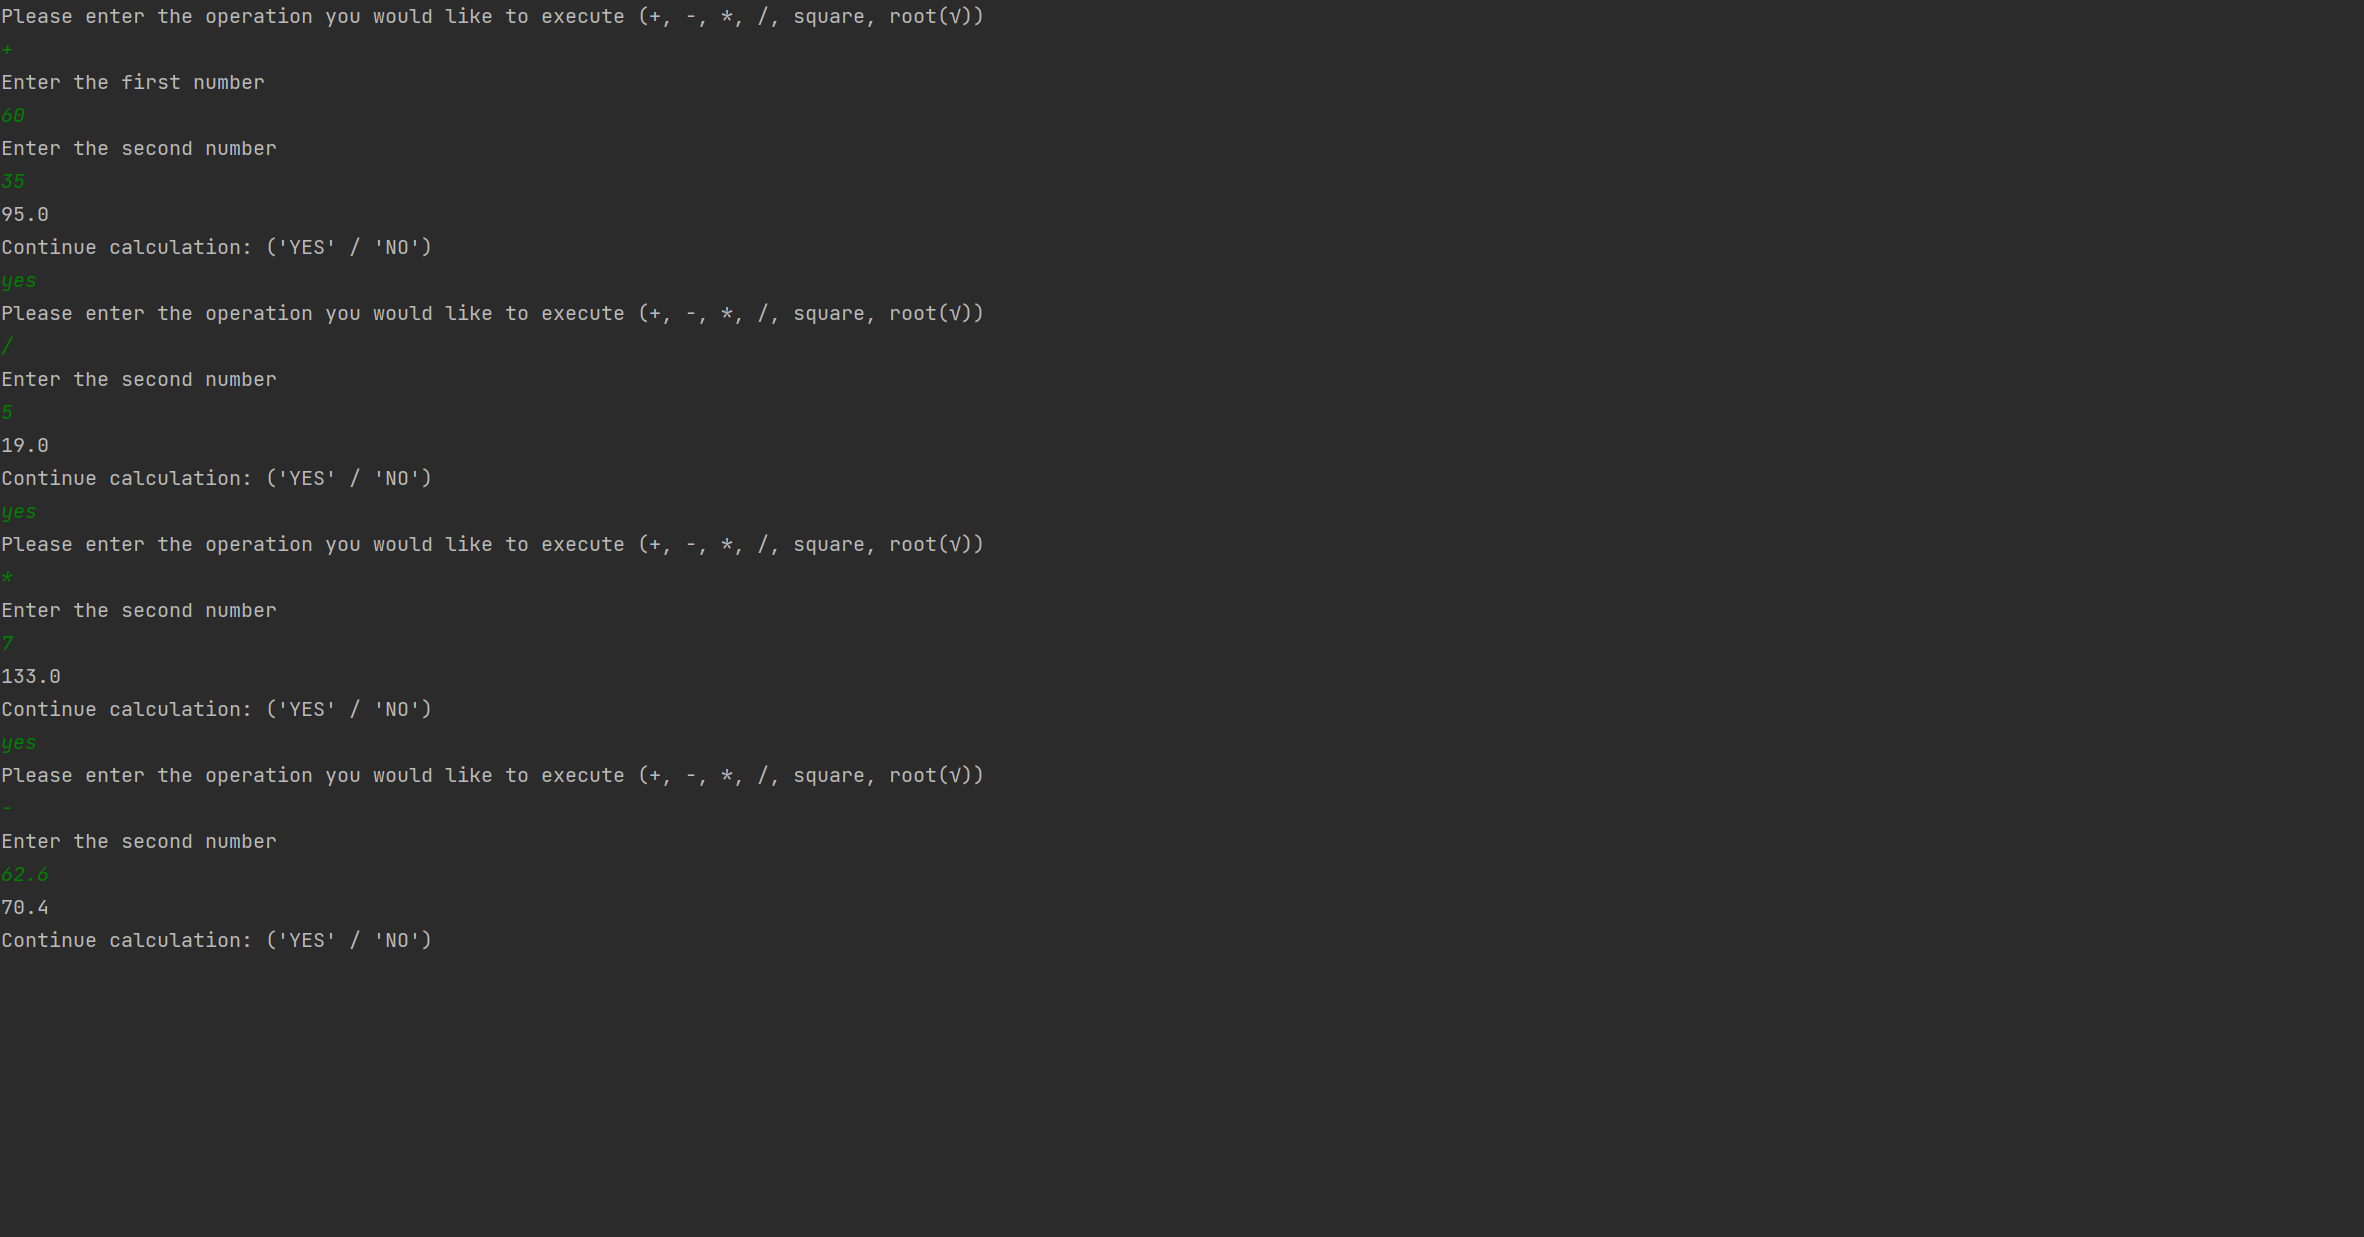 Please enter the operation you would like to execute (+, -, *, /, square, root(√))
+
Enter the first number
60
Enter the second number
35
95.0
Continue calculation: ('YES' / 'NO')
yes
Please enter the operation you would like to execute (+, -, *, /, square, root(√))
/
Enter the second number
5
19.0
Continue calculation: ('YES' / 'NO')
yes
Please enter the operation you would like to execute (+, -, *, /, square, root(√))
*
Enter the second number
7
133.0
Continue calculation: ('YES' / 'NO')
yes
Please enter the operation you would like to execute (+, -, *, /, square, root(√))
-
Enter the second number
62.6
70.4
Continue calculation: ('YES' / 'NO')